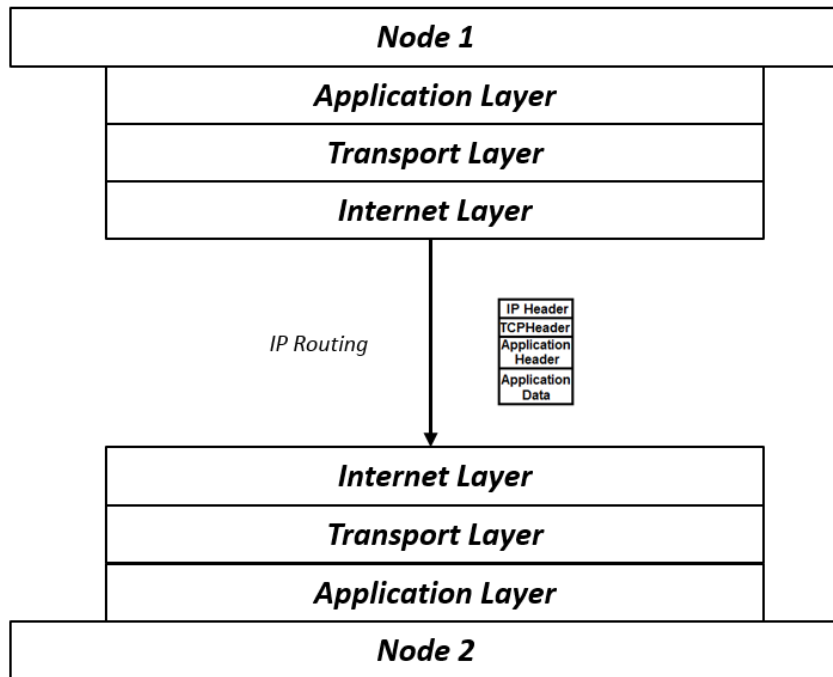 Node 1
Application Layer
Transport Layer
Internet Layer
IP Routing
IP Header
TCPHeader
Application
Header
Application
Data
Internet Layer
Transport Layer
Application Layer
Node 2